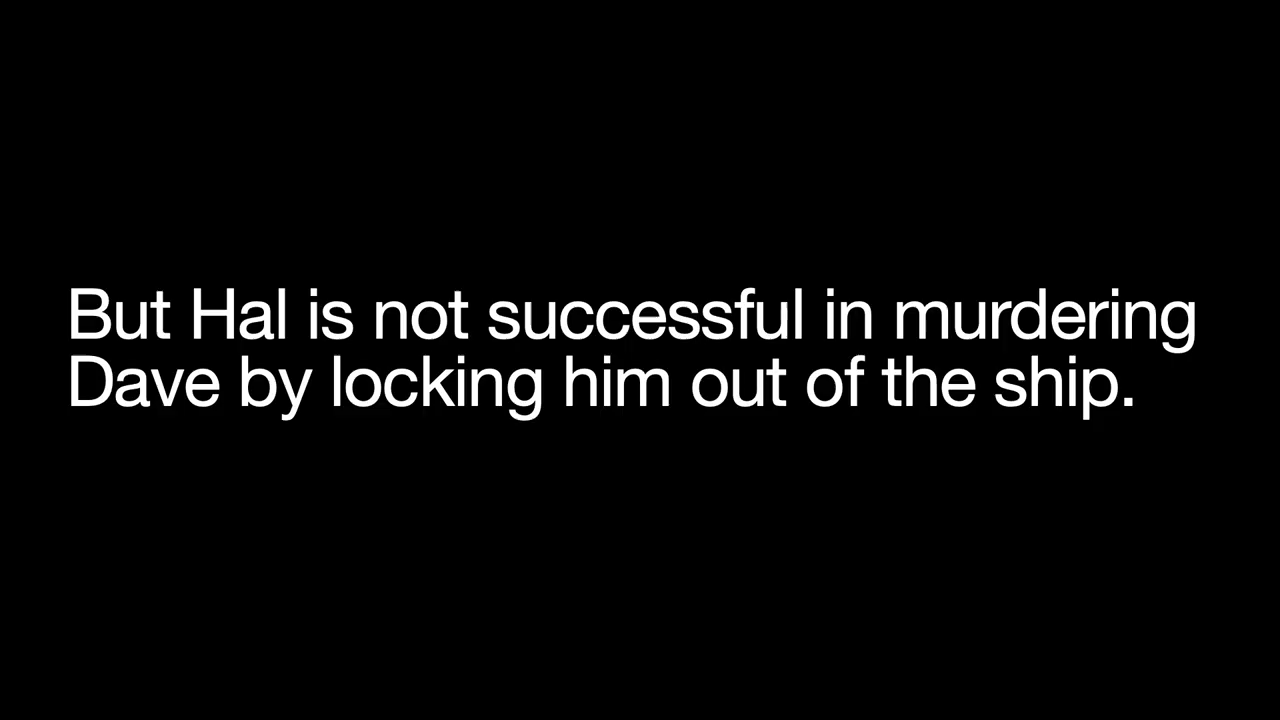 But Hal is not successful in murdering
Dave by locking him out of the ship.